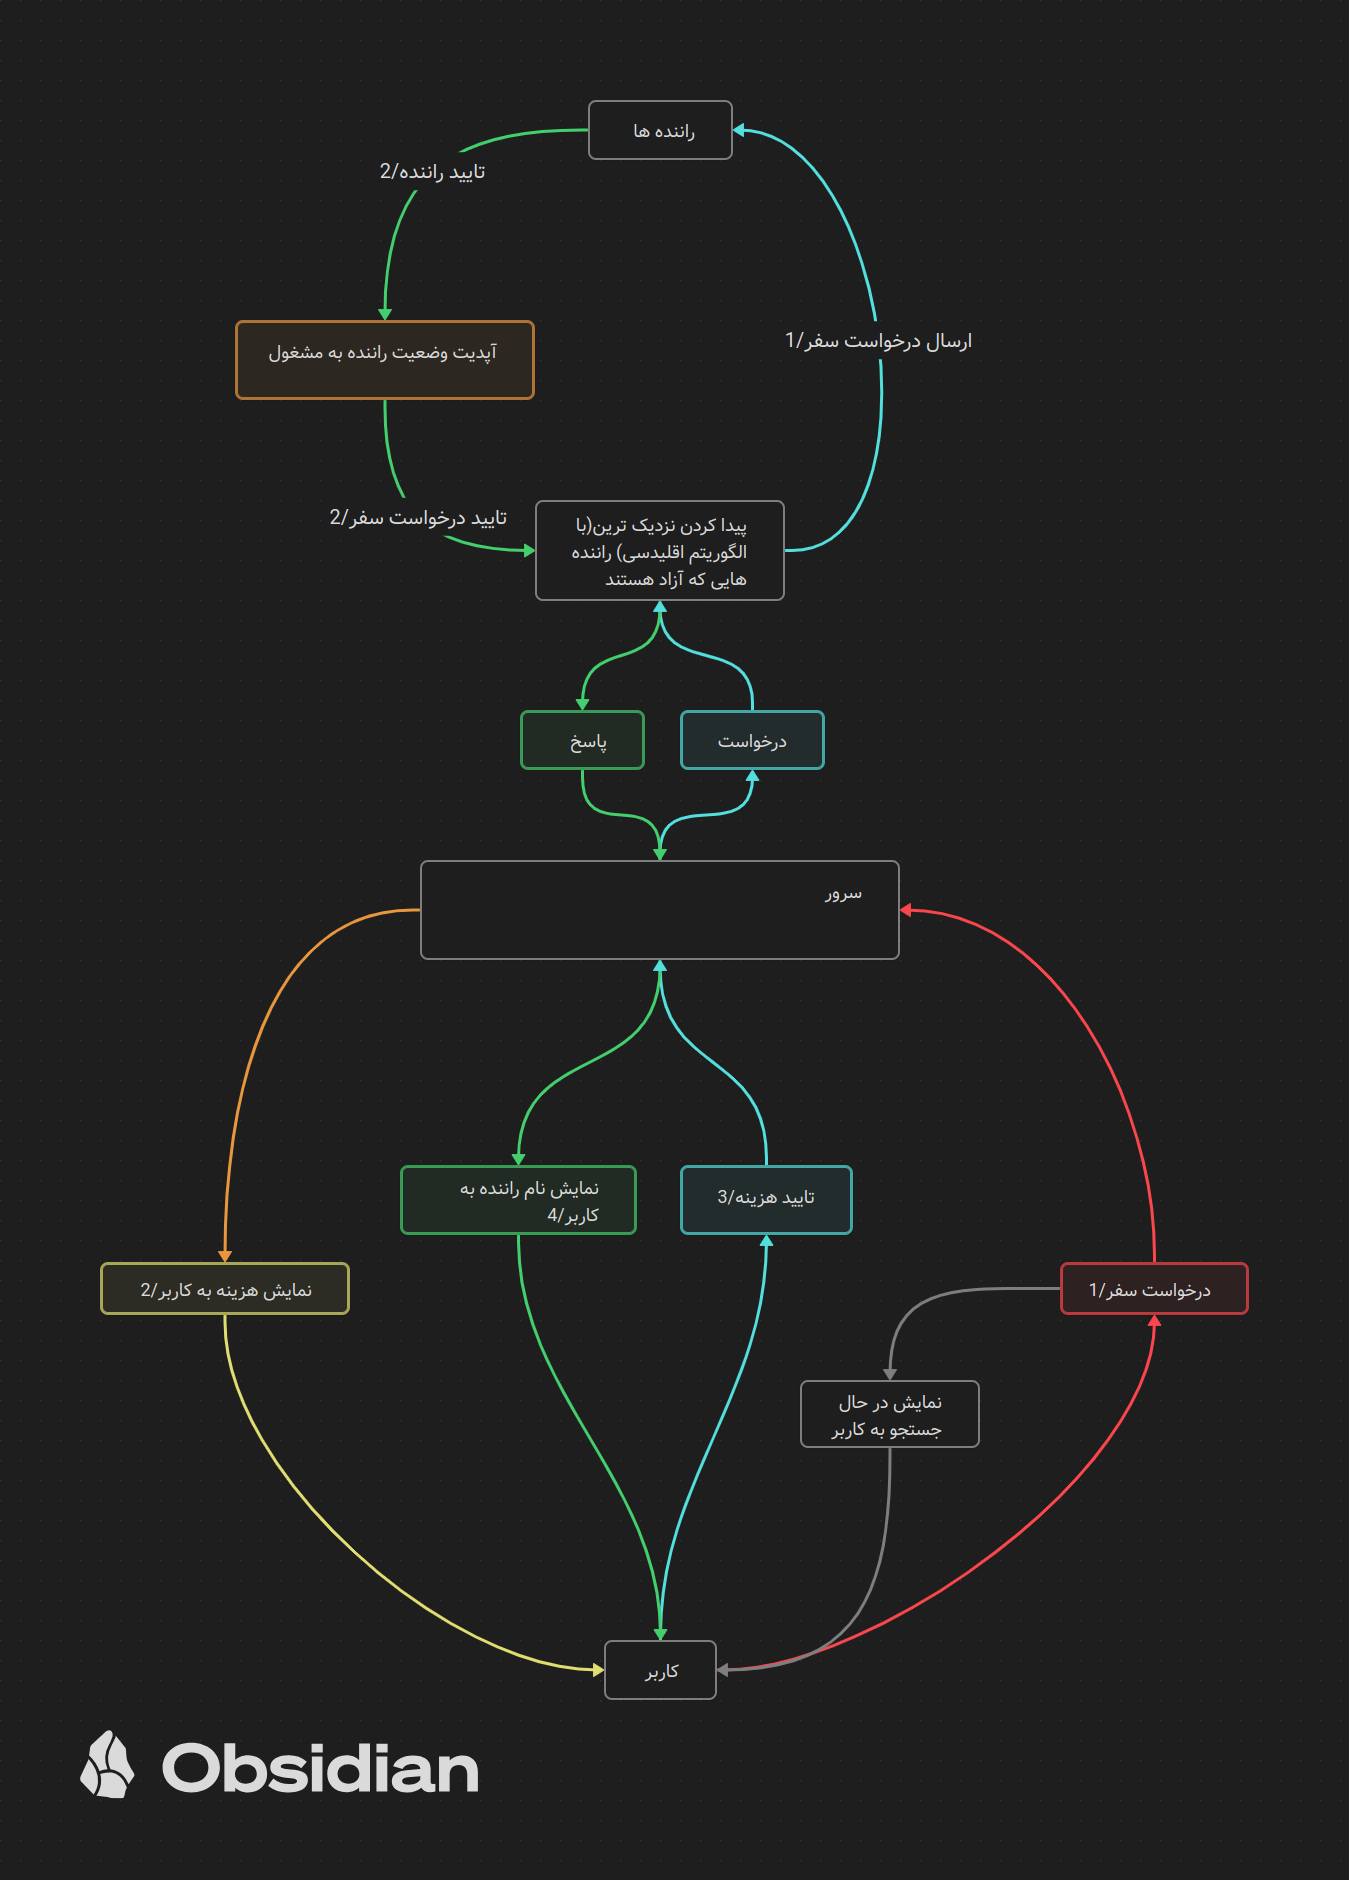 راننده ها
تایید راننده/2
ارسال درخواست سفر/1
آپدیت وضعیت راننده به مشغول
تایید درخواست سفر/2
پیدا کردن نزدیک ترین(با
الگوریتم اقلیدسی) راننده
هایی که آزاد هستند
درخواست
پاسخ
سرور
تایید هزینه/3
نمایش نام راننده به
کاربر/4
درخواست سفر/1
نمایش هزینه به کاربر/2
نمایش در حال
جستجو به کاربر
کاربر
Obsidian